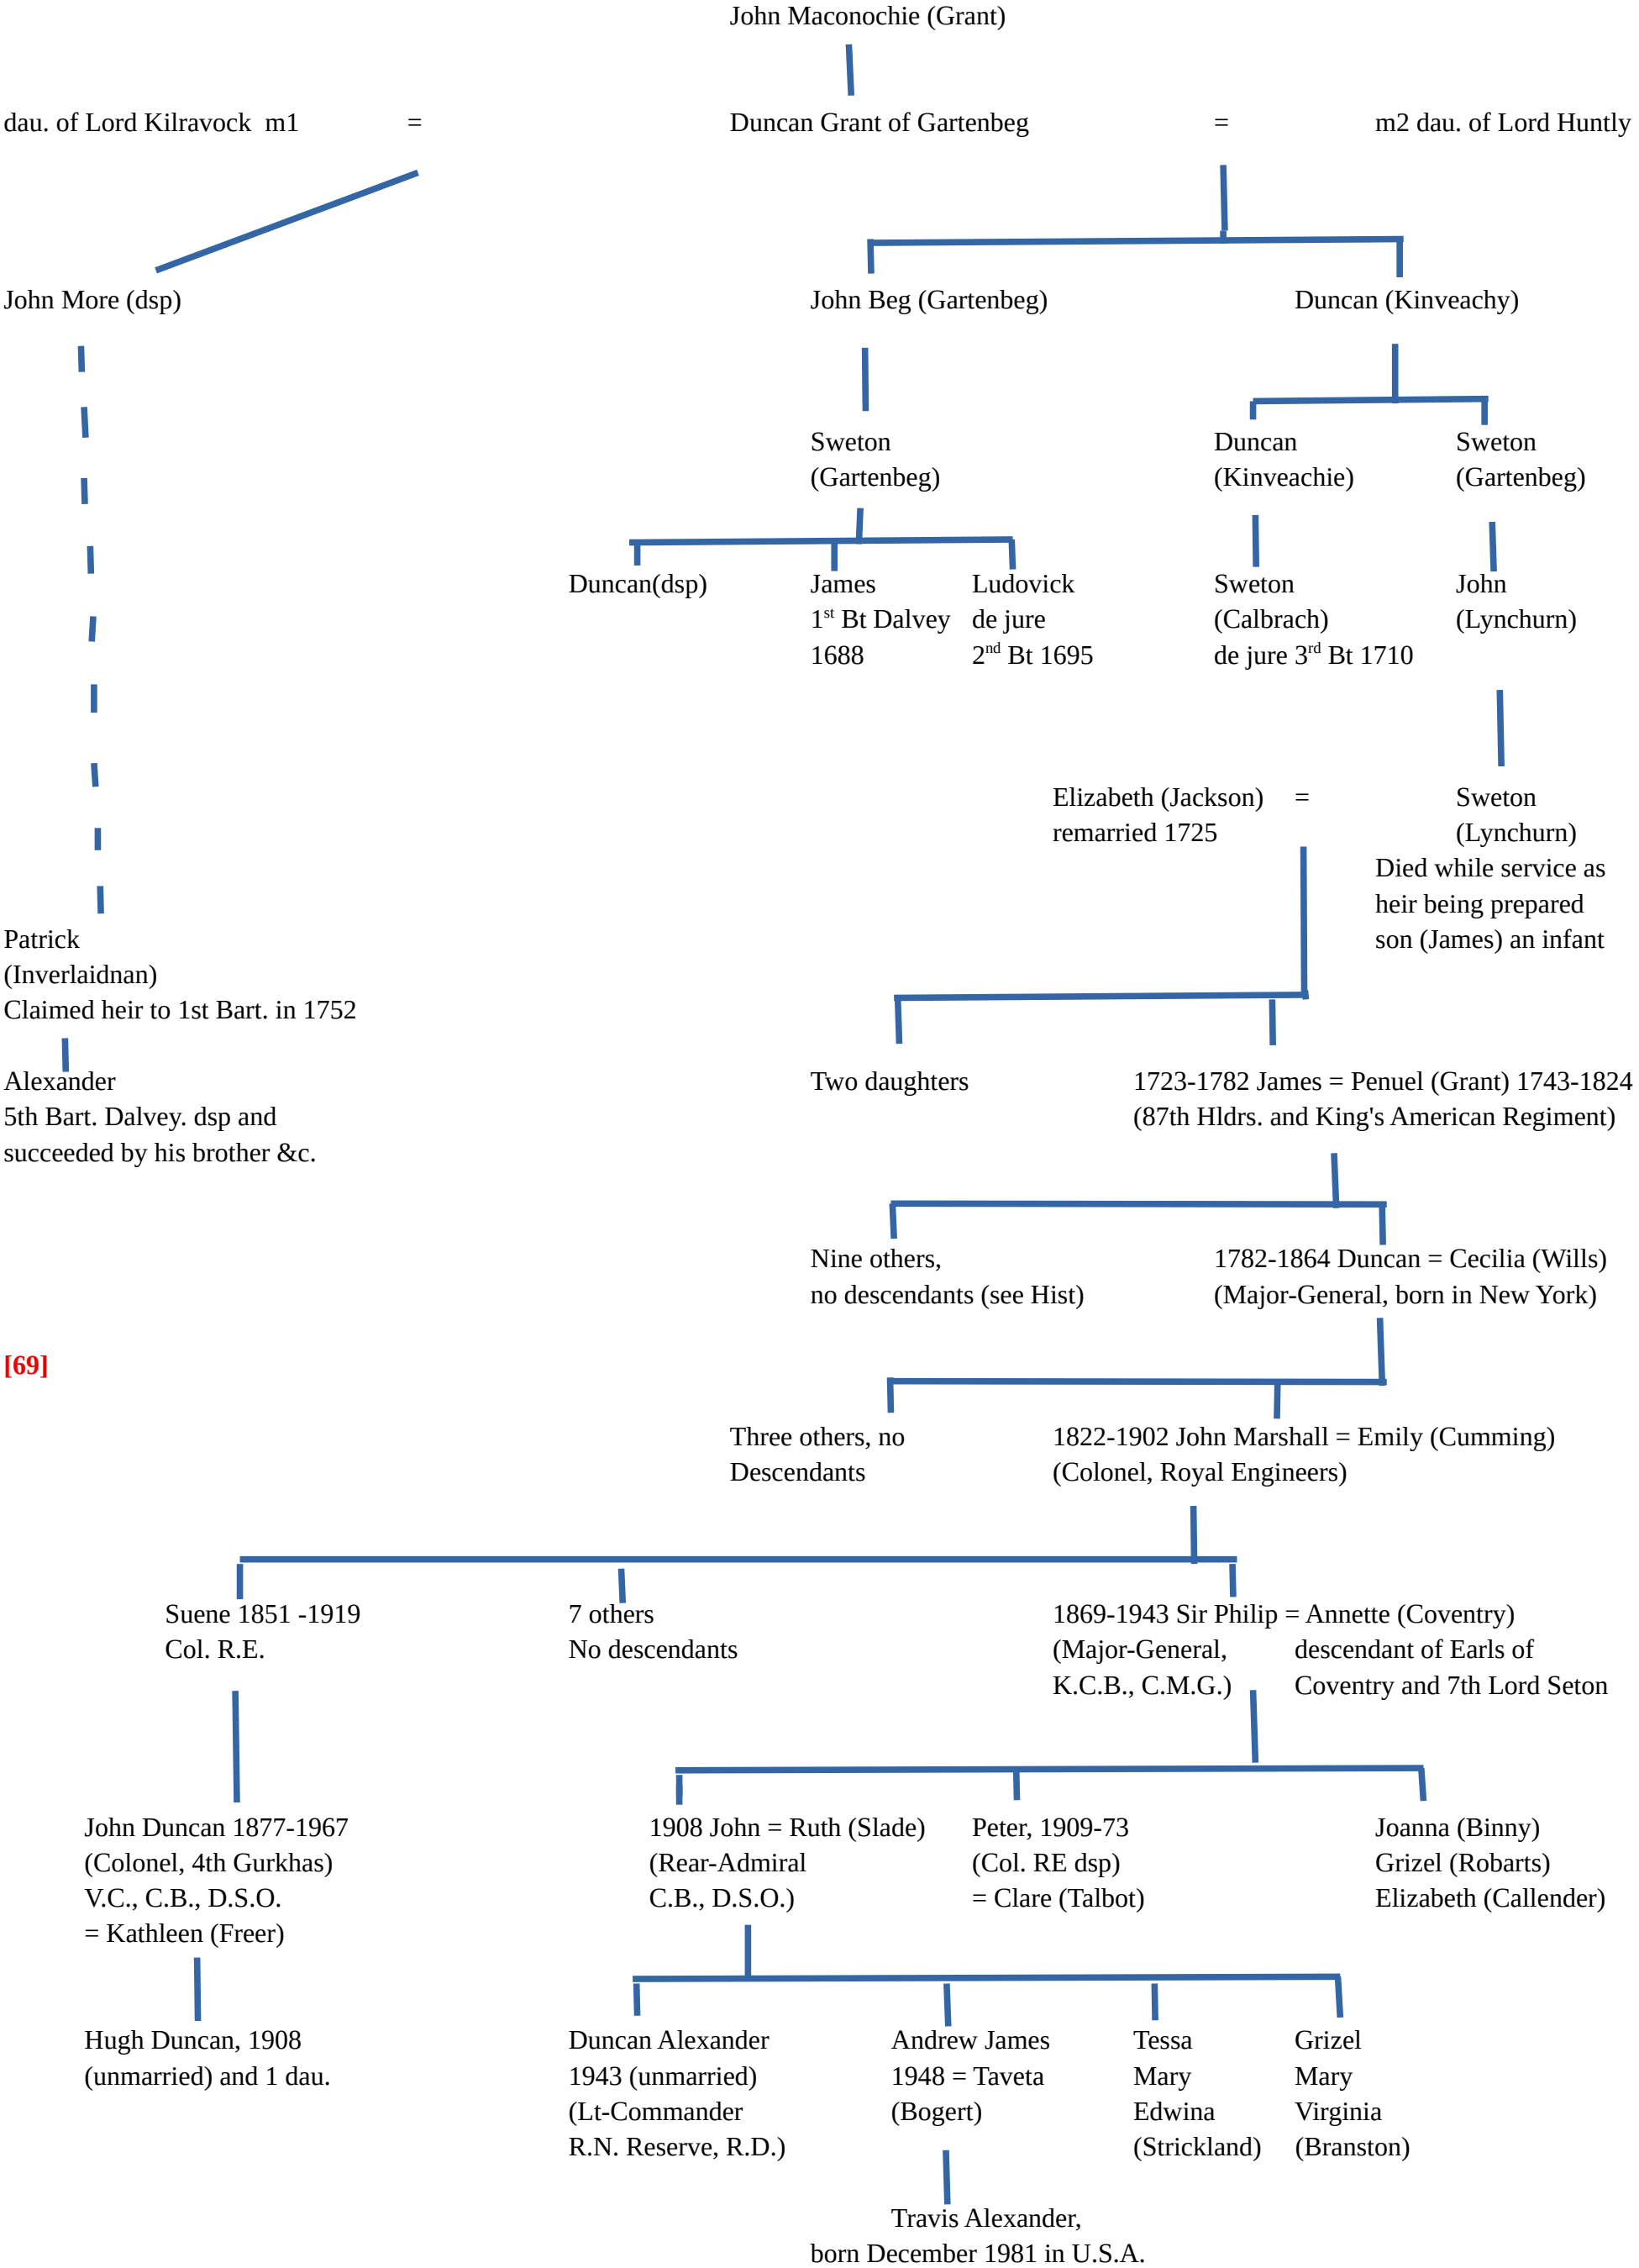 John Maconochie (Grant)
dau. of Lord Kilravock  m1 = Duncan Grant of Gartenbeg = m2 dau. of Lord Huntly
John More (dsp)
John Beg (Gartenbeg)
Duncan (Kinveachy)
Sweton
(Gartenbeg)
Duncan
(Kinveachie)
Sweton
(Gartenbeg)
Duncan(dsp)
James
1st Bt Dalvey
1688
Ludovick
de jure
2nd Bt 1695
Sweton
(Calbrach)
de jure 3rd Bt 1710
John
(Lynchurn)
Elizabeth (Jackson) =
remarried 1725
Sweton
(Lynchurn)
Died while service as
heir being prepared
son (James) an infant
Patrick
(Inverlaidnan)
Claimed heir to 1st Bart. in 1752
Alexander
5th Bart. Dalvey. dsp and
succeeded by his brother &c.
Two daughters
1723-1782 James = Penuel (Grant) 1743-1824
(87th Hldrs. and King's American Regiment)
Nine others,
no descendants (see Hist)
1782-1864 Duncan = Cecilia (Wills)
(Major-General, born in New York)
[69]
Three others, no
Descendants
1822-1902 John Marshall = Emily (Cumming)
(Colonel, Royal Engineers)
Suene 1851 -1919
Col. R.E.
7 others
No descendants
1869-1943 Sir Philip = Annette (Coventry)
(Major-General, descendant of Earls of
K.C.B., C.M.G.) Coventry and 7th Lord Seton
John Duncan 1877-1967
(Colonel, 4th Gurkhas)
V.C., C.B., D.S.O.
= Kathleen (Freer)
1908 John = Ruth (Slade)
(Rear-Admiral
C.B., D.S.O.)
Peter, 1909-73
(Col. RE dsp)
= Clare (Talbot)
Joanna (Binny)
Grizel (Robarts)
Elizabeth (Callender)
Hugh Duncan, 1908
(unmarried) and 1 dau.
Duncan Alexander
1943 (unmarried)
(Lt-Commander
R.N. Reserve, R.D.)
Andrew James
1948 = Taveta
(Bogert)
Tessa
Mary
Edwina
(Strickland)
Grizel
Mary
Virginia
(Branston)
Travis Alexander,
born December 1981 in U.S.A.